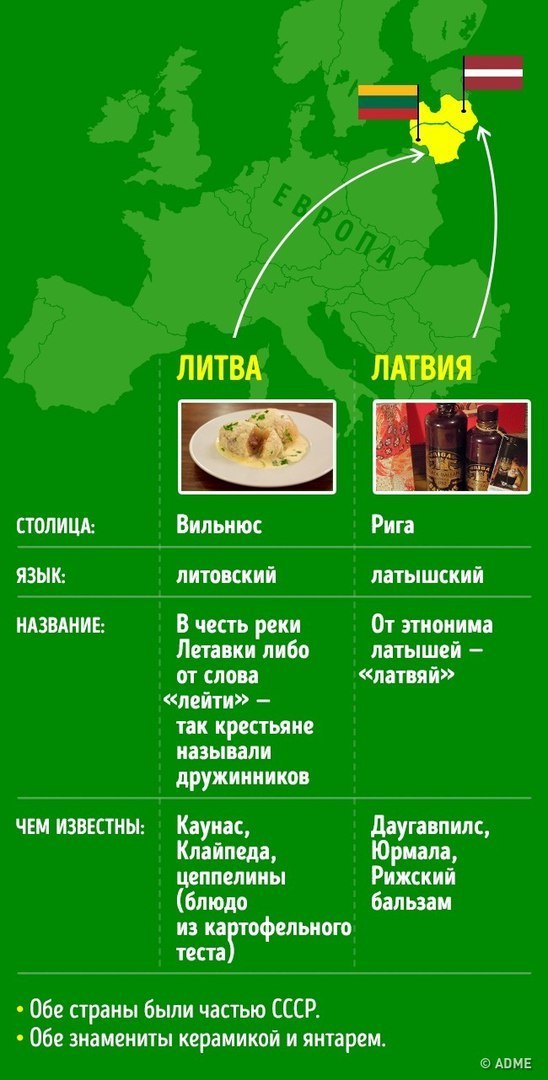 ЕВРОПА
ЛИТВА
ЛАТВИЯ
СТОЛИЦА:
Вильнюс
Рига
ЯЗЫК:
литовский
латышский
НАЗВАНИЕ:
В честь реки
Летавки либо
от слова
«лейти» –
так крестьяне
называли
дружинников
От этнонима
латышей –
«латвяй»
ЧЕМ ИЗВЕСТНЫ:
Каунас,
Клайпеда,
цеппелины
(блюдо
из картофельного
теста)
Даугавпилс,
Юрмала,
Рижский
бальзам
• Обе страны были частью СССР.
• Обе знамениты керамикой и янтарем.
© ADME